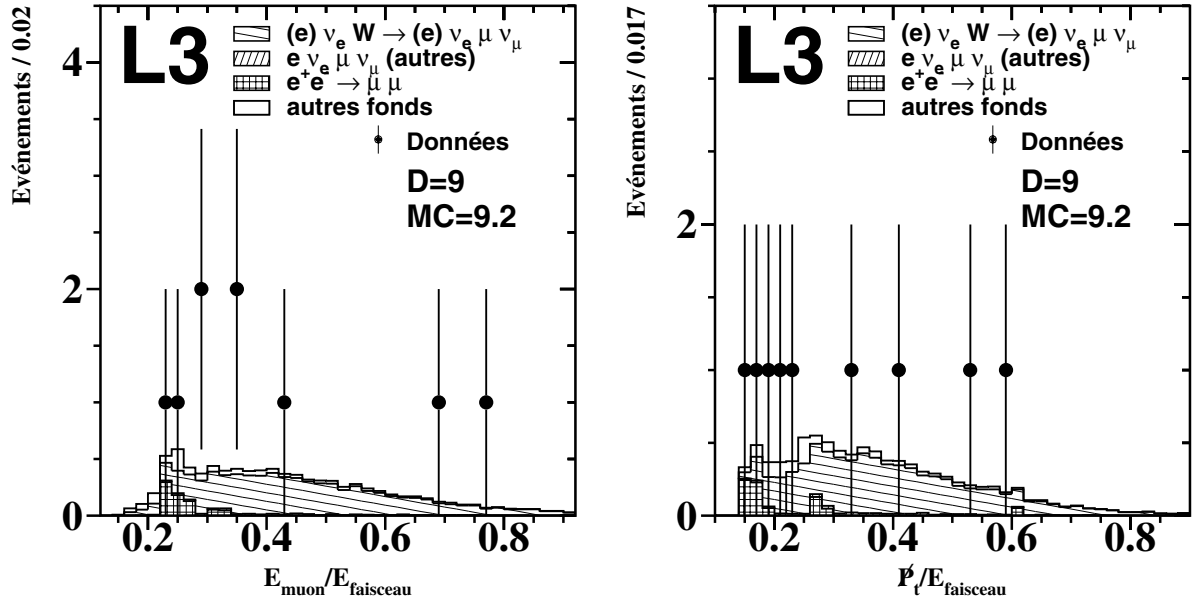 Evénements / 0.02
4
2
0
L3
(e) νe W → (e) νe μ νμ
e νe μ νμ (autres)
e+e- → μ μ
autres fonds
Données
D=9
MC=9.2
0.2 0.4 0.6 0.8
Emuon/Efaisceau
Evénements / 0.017
2
0
L3
(e) νe W → (e) νe μ νμ
e νe μ νμ (autres)
e+e- → μ μ
autres fonds
Données
D=9
MC=9.2
0.2 0.4 0.6 0.8
P̸t/Efaisceau